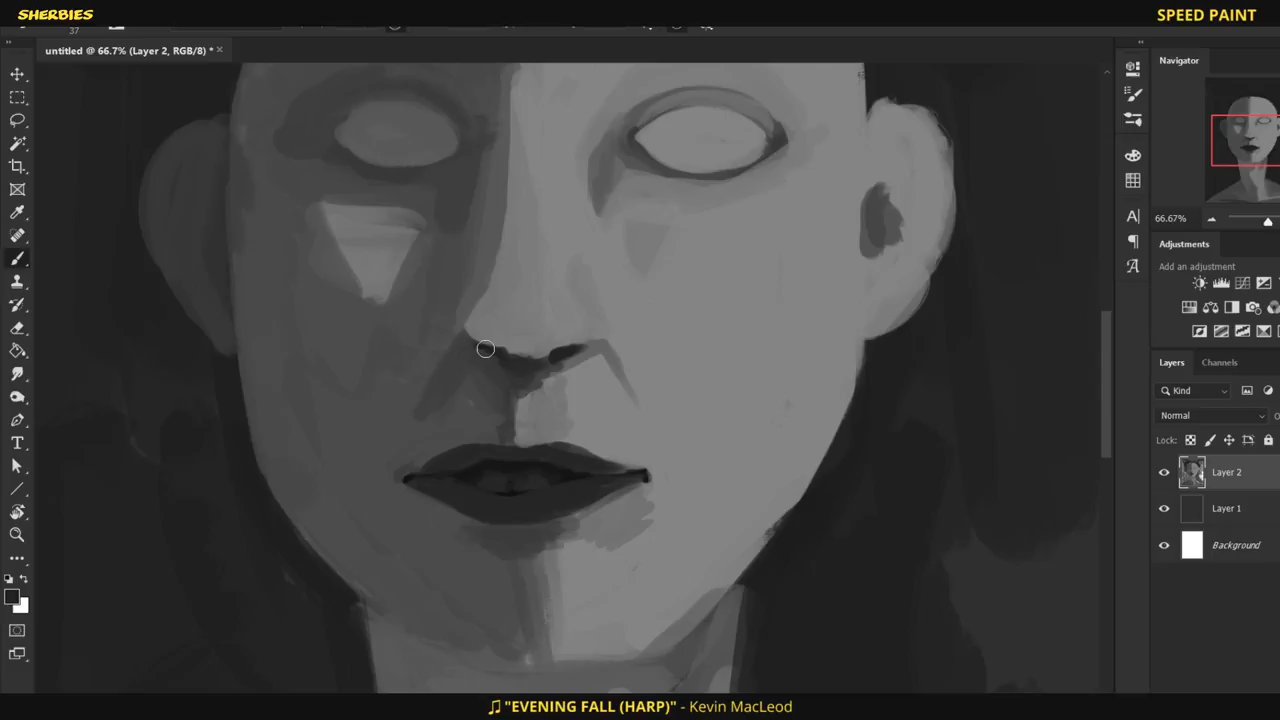 SHERBIES
SPEED PAINT
37
untitled @ 66.7% (Layer 2, RGB/8) *
Navigator
66.67%
Adjustments
Add an adjustment
Layers
Channels
Kind
Normal
Lock:
Layer 2
Layer 1
Background
"EVENING FALL (HARP)" - Kevin MacLeod